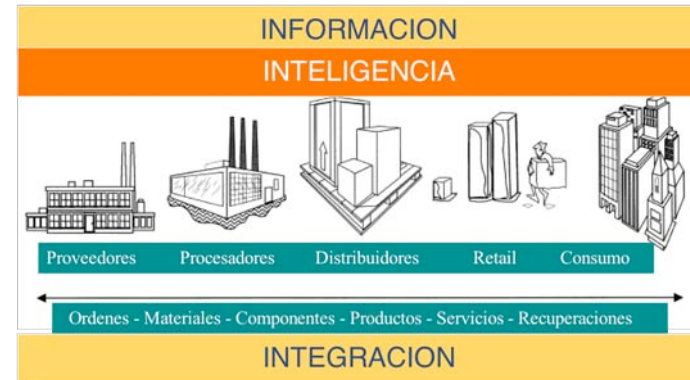 INFORMACION
INTELIGENCIA
Proveedores Procesadores Distribuidores Retail Consumo
Ordenes - Materiales - Componentes - Productos - Servicios - Recuperaciones
INTEGRACION